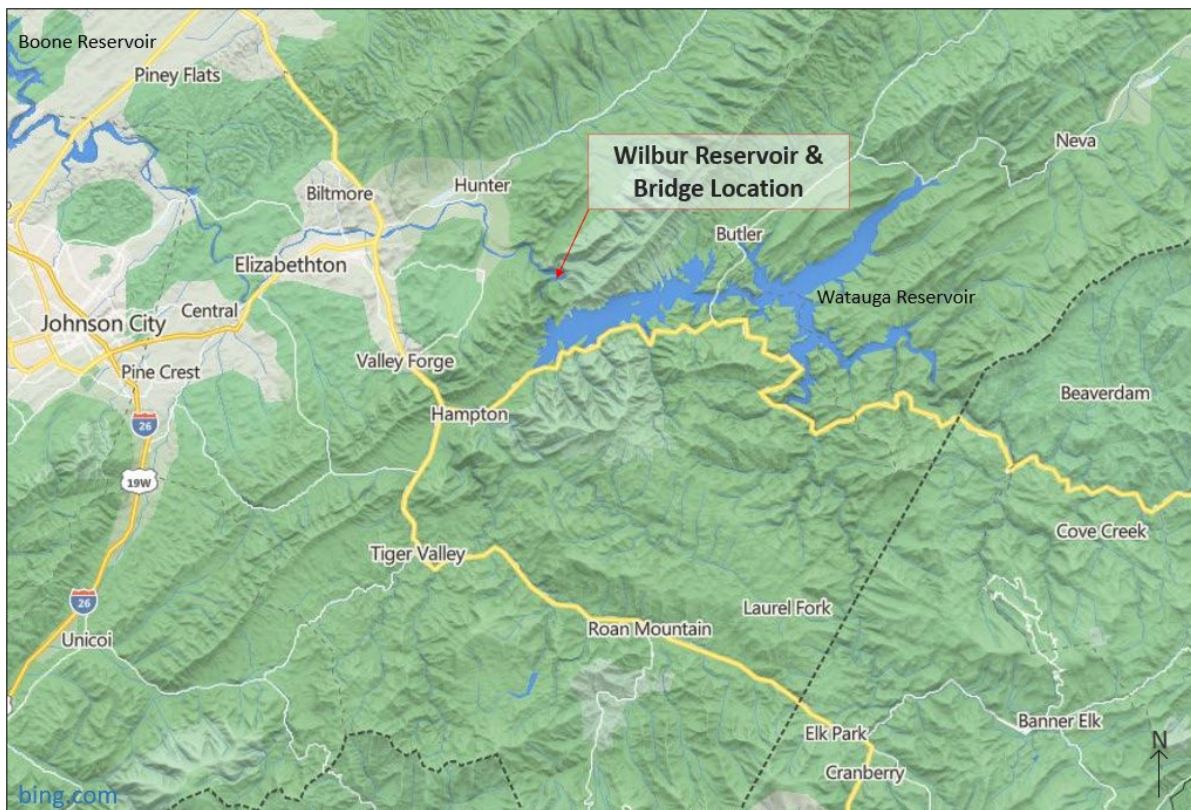 Boone Reservoir
Piney Flats
Neva
Wilbur Reservoir &
Bridge Location
Hunter
Biltmore
Butler
Elizabethton
Watauga Reservoir
Central
Johnson City
Valley Forge
Pine Crest
Beaverdam
Hampton
26
19W
Cove Creek
Tiger Valley
26
Laurel Fork
Roan Mountain
Unicoi
Banner Elk
Elk Park
N
Cranberry
bing.com